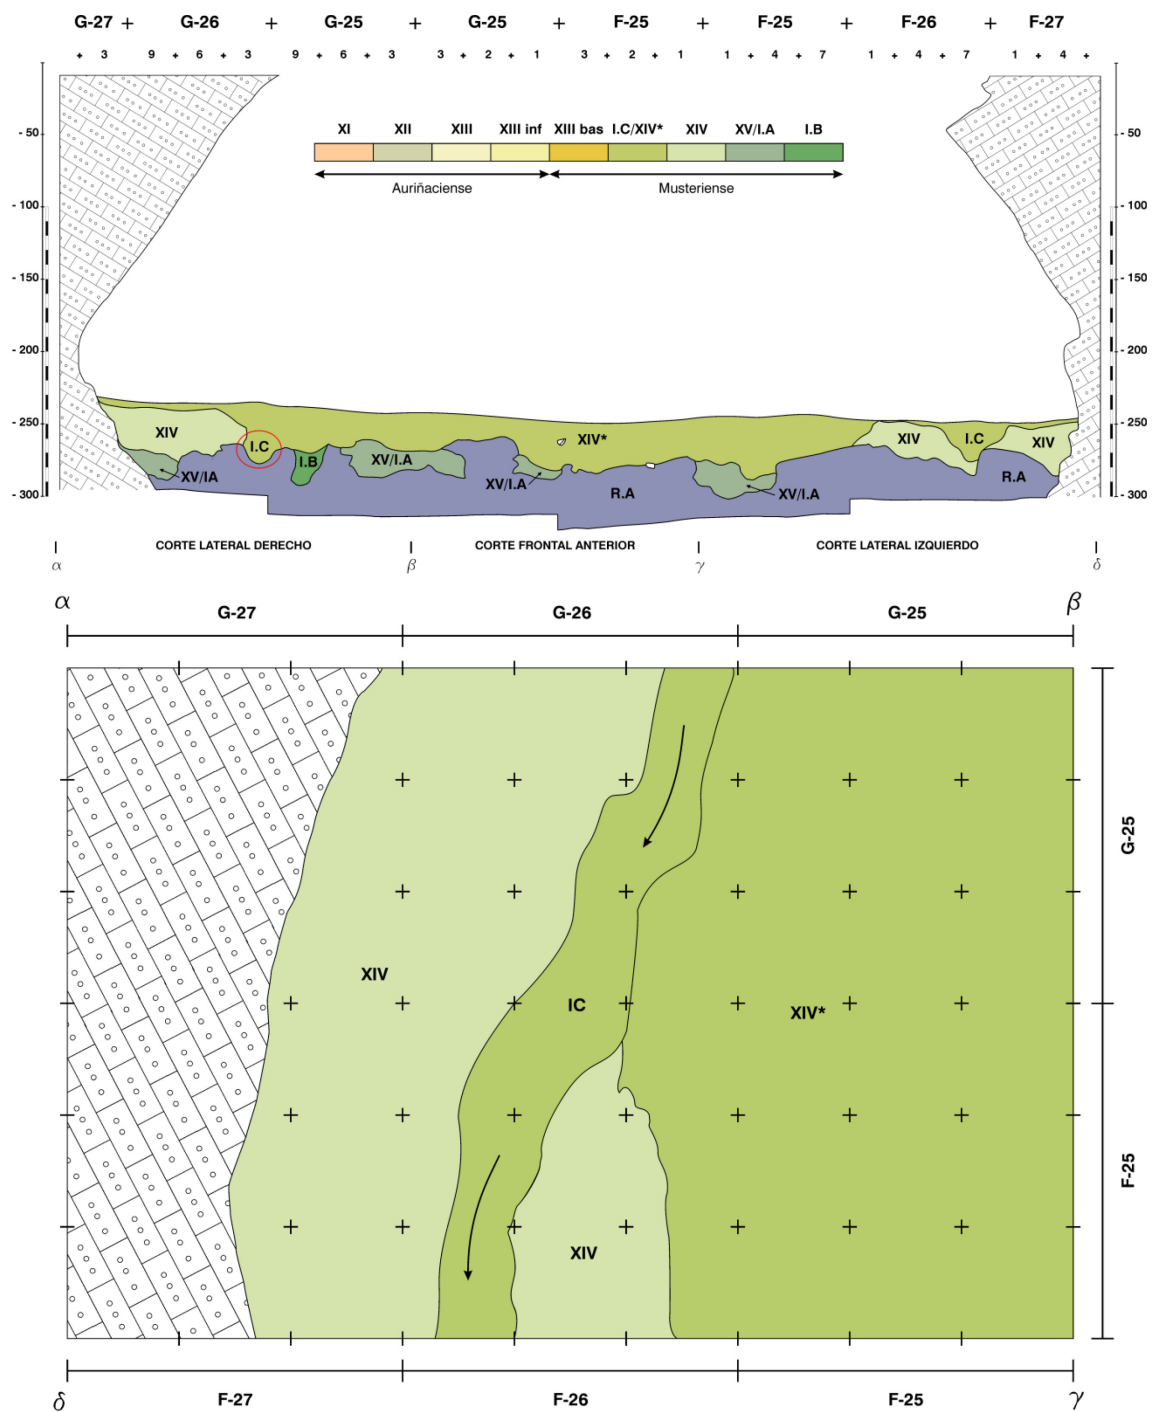 G-27 + G-26 + G-25 + G-25 + F-25 + F-25 + F-26 + F-27
+ 3 9 + 6 + 3 9 + 6 + 3 3 + 2 + 1 3 + 2 + 1 1 + 4 + 7 1 + 4 + 7 1 + 4 +
- 50 - 50
XI XII XIII XIII inf XIII bas I.C/XIV* XIV XV/I.A I.B
Auriñaciense Musteriense
- 100 - 100
- 150 - 150
- 200 - 200
- 250 - 250
XIV I.C XIV* XIV I.C XIV
I.B XV/I.A
XV/IA XV/I.A R.A XV/I.A R.A
- 300 - 300
CORTE LATERAL DERECHO CORTE FRONTAL ANTERIOR CORTE LATERAL IZQUIERDO
α β γ δ
α G-27 G-26 G-25 β
G-25
XIV IC XIV*
F-25
XIV
δ F-27 F-26 F-25 γ